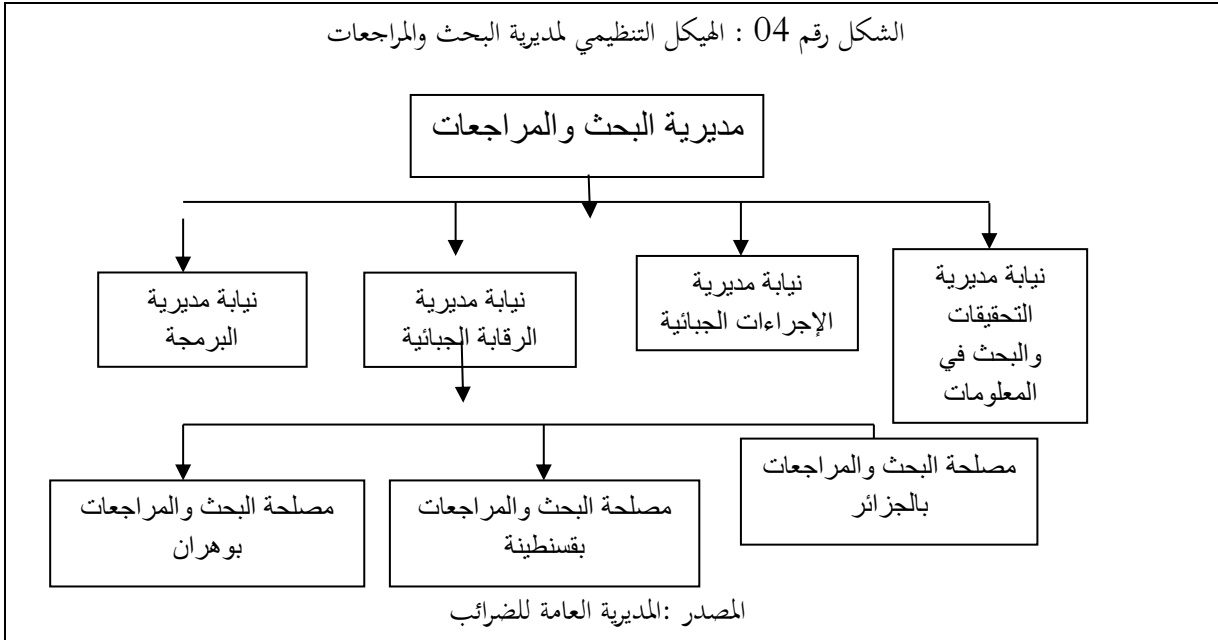 الشكل رقم 04 : الهيكل التنظيمي لمديرية البحث والمراجعات
مديرية البحث والمراجعات
نيابة مديرية
التحقيقات
والبحث في
المعلومات
نيابة مديرية
الإجراءات الجبائية
نيابة مديرية
الرقابة الجبائية
نيابة مديرية
البرمجة
مصلحة البحث والمراجعات
بالجزائر
مصلحة البحث والمراجعات
بقسنطينة
مصلحة البحث والمراجعات
بوهران
المصدر :المديرية العامة للضرائب